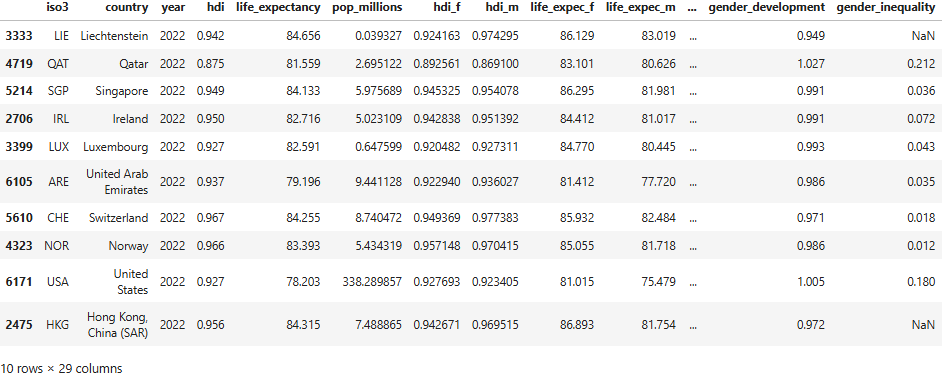 iso3 country year hdi life_expectancy pop_millions hdi_f hdi_m life_expec_f life_expec_m ... gender_development gender_inequality
3333 LIE Liechtenstein 2022 0.942 84.656 0.039327 0.924163 0.974295 86.129 83.019 ... 0.949 NaN
4719 QAT Qatar 2022 0.875 81.559 2.695122 0.892561 0.869100 83.101 80.626 ... 1.027 0.212
5214 SGP Singapore 2022 0.949 84.133 5.975689 0.945325 0.954078 86.295 81.981 ... 0.991 0.036
2706 IRL Ireland 2022 0.950 82.716 5.023109 0.942838 0.951392 84.412 81.017 ... 0.991 0.072
3399 LUX Luxembourg 2022 0.927 82.591 0.647599 0.920482 0.927311 84.770 80.445 ... 0.993 0.043
6105 ARE United Arab
Emirates 2022 0.937 79.196 9.441128 0.922940 0.936027 81.412 77.720 ... 0.986 0.035
5610 CHE Switzerland 2022 0.967 84.255 8.740472 0.949369 0.977383 85.932 82.484 ... 0.971 0.018
4323 NOR Norway 2022 0.966 83.393 5.434319 0.957148 0.970415 85.055 81.718 ... 0.986 0.012
6171 USA United
States 2022 0.927 78.203 338.289857 0.927693 0.923405 81.015 75.479 ... 1.005 0.180
2475 HKG Hong Kong,
China (SAR) 2022 0.956 84.315 7.488865 0.942671 0.969515 86.893 81.754 ... 0.972 NaN
10 rows × 29 columns